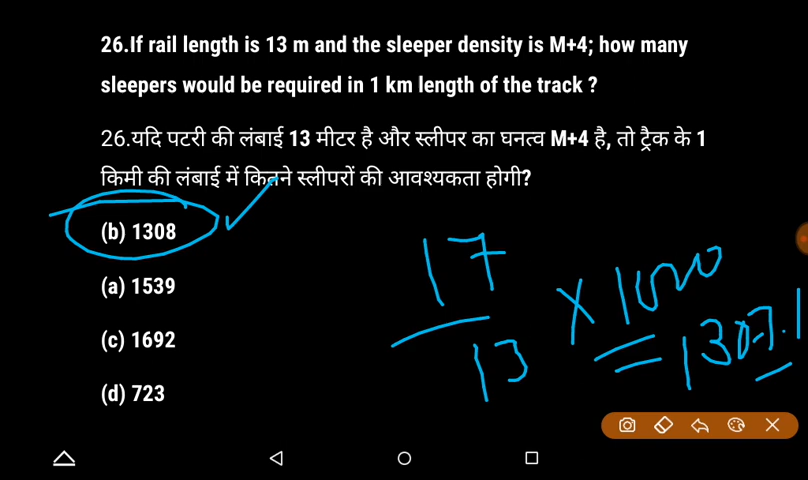 26.If rail length is 13 m and the sleeper density is M+4; how many
sleepers would be required in 1 km length of the track ?
26.यदि पटरी की लंबाई 13 मीटर है और स्लीपर का घनत्व M+4 है, तो ट्रैक के 1
किमी की लंबाई में कितने स्लीपरों की आवश्यकता होगी?
(b) 1308
(a) 1539
(c) 1692
(d) 723
17
13
× 1000
= 1307.1